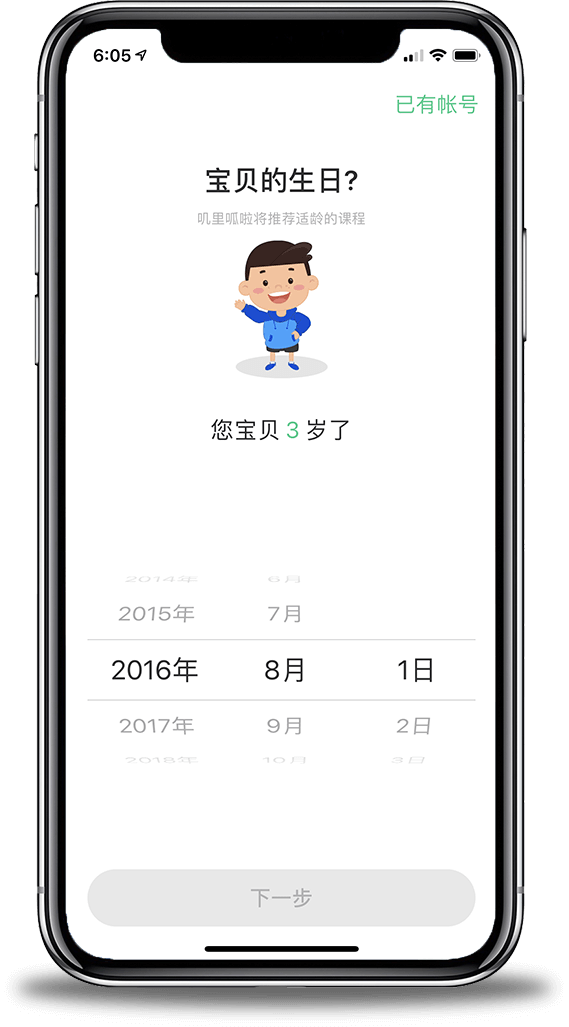 6:05
已有帐号
宝贝的生日?
叽里呱啦将推荐适龄的课程
您宝贝 3 岁了
2014年 6月
2015年 7月
2016年 8月 1日
2017年 9月 2日
2018年 10月 3日
下一步